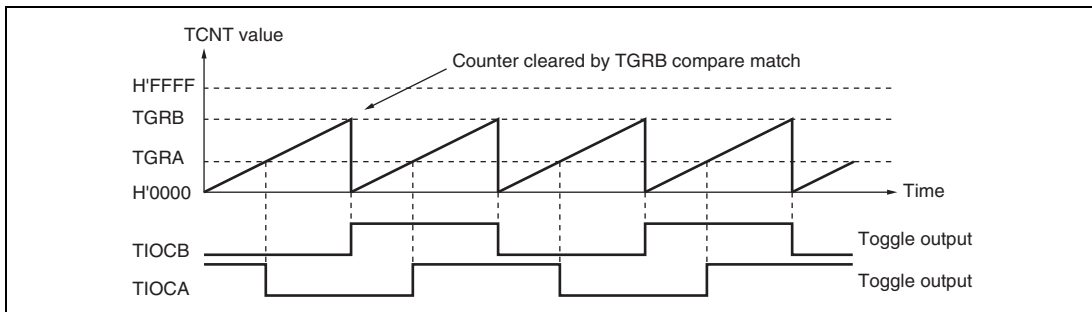 TCNT value
Counter cleared by TGRB compare match
H'FFFF
TGRB
TGRA
H'0000
Time
TIOCB
Toggle output
TIOCA
Toggle output